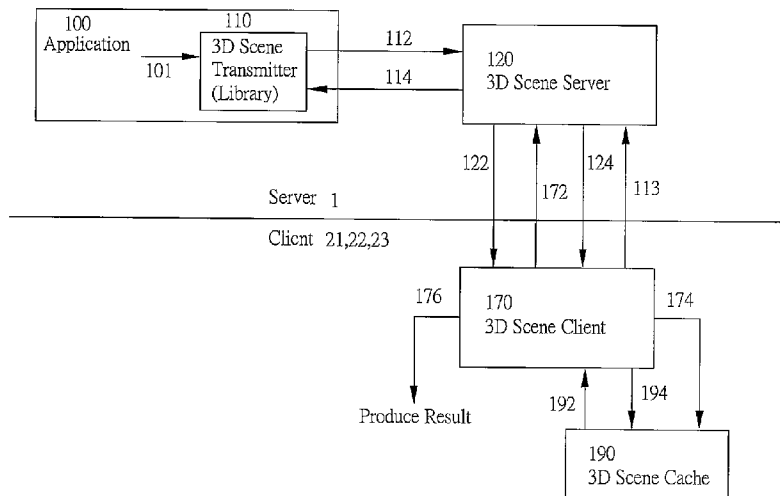 100
Application
101
110
3D Scene
Transmitter
(Library)
112
114
120
3D Scene Server
122
172
124
113
Server 1
Client 21,22,23
176
170
3D Scene Client
174
Produce Result
192
194
190
3D Scene Cache